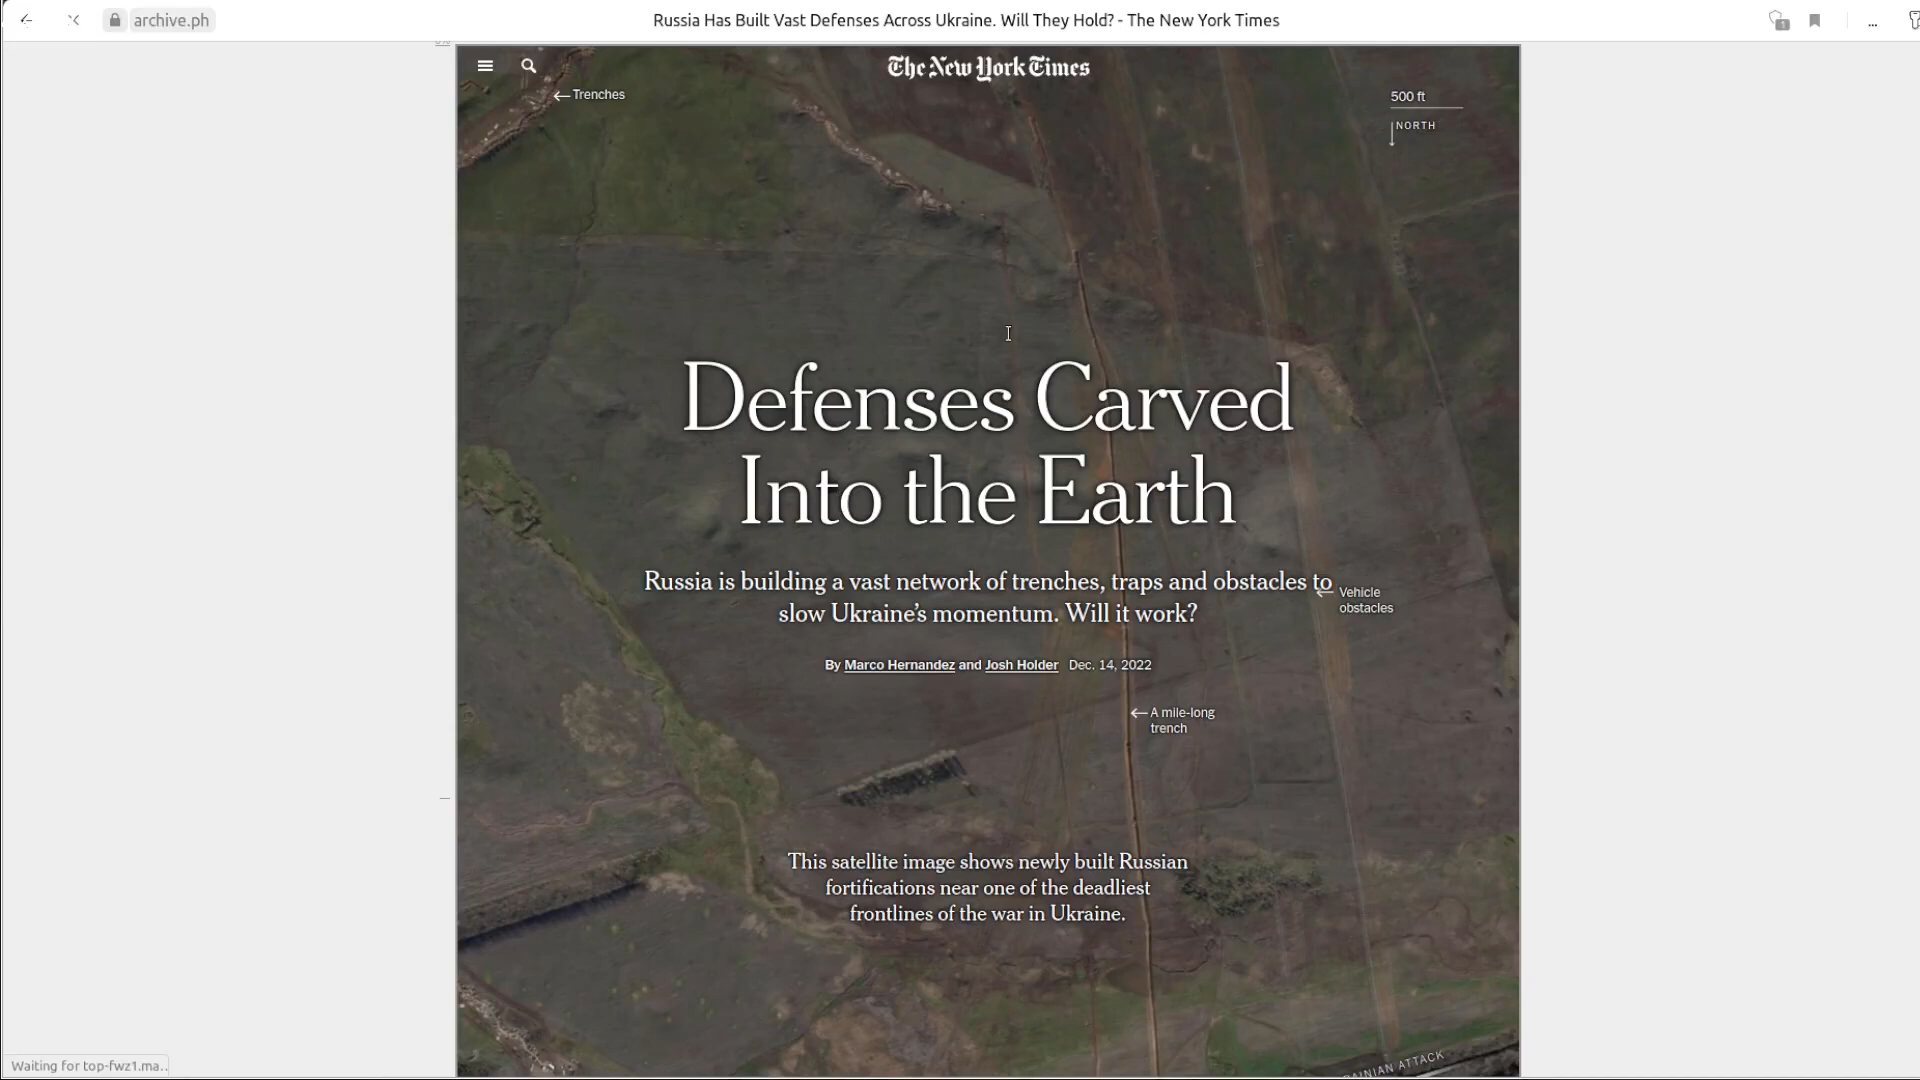 archive.ph
Russia Has Built Vast Defenses Across Ukraine. Will They Hold? - The New York Times
1
...
The New York Times
Trenches
500 ft
NORTH
Defenses Carved
Into the Earth
Russia is building a vast network of trenches, traps and obstacles to
slow Ukraine’s momentum. Will it work?
Vehicle
obstacles
By Marco Hernandez and Josh Holder Dec. 14, 2022
A mile-long
trench
This satellite image shows newly built Russian
fortifications near one of the deadliest
frontlines of the war in Ukraine.
ATTACK
Waiting for top-fwz1.ma..